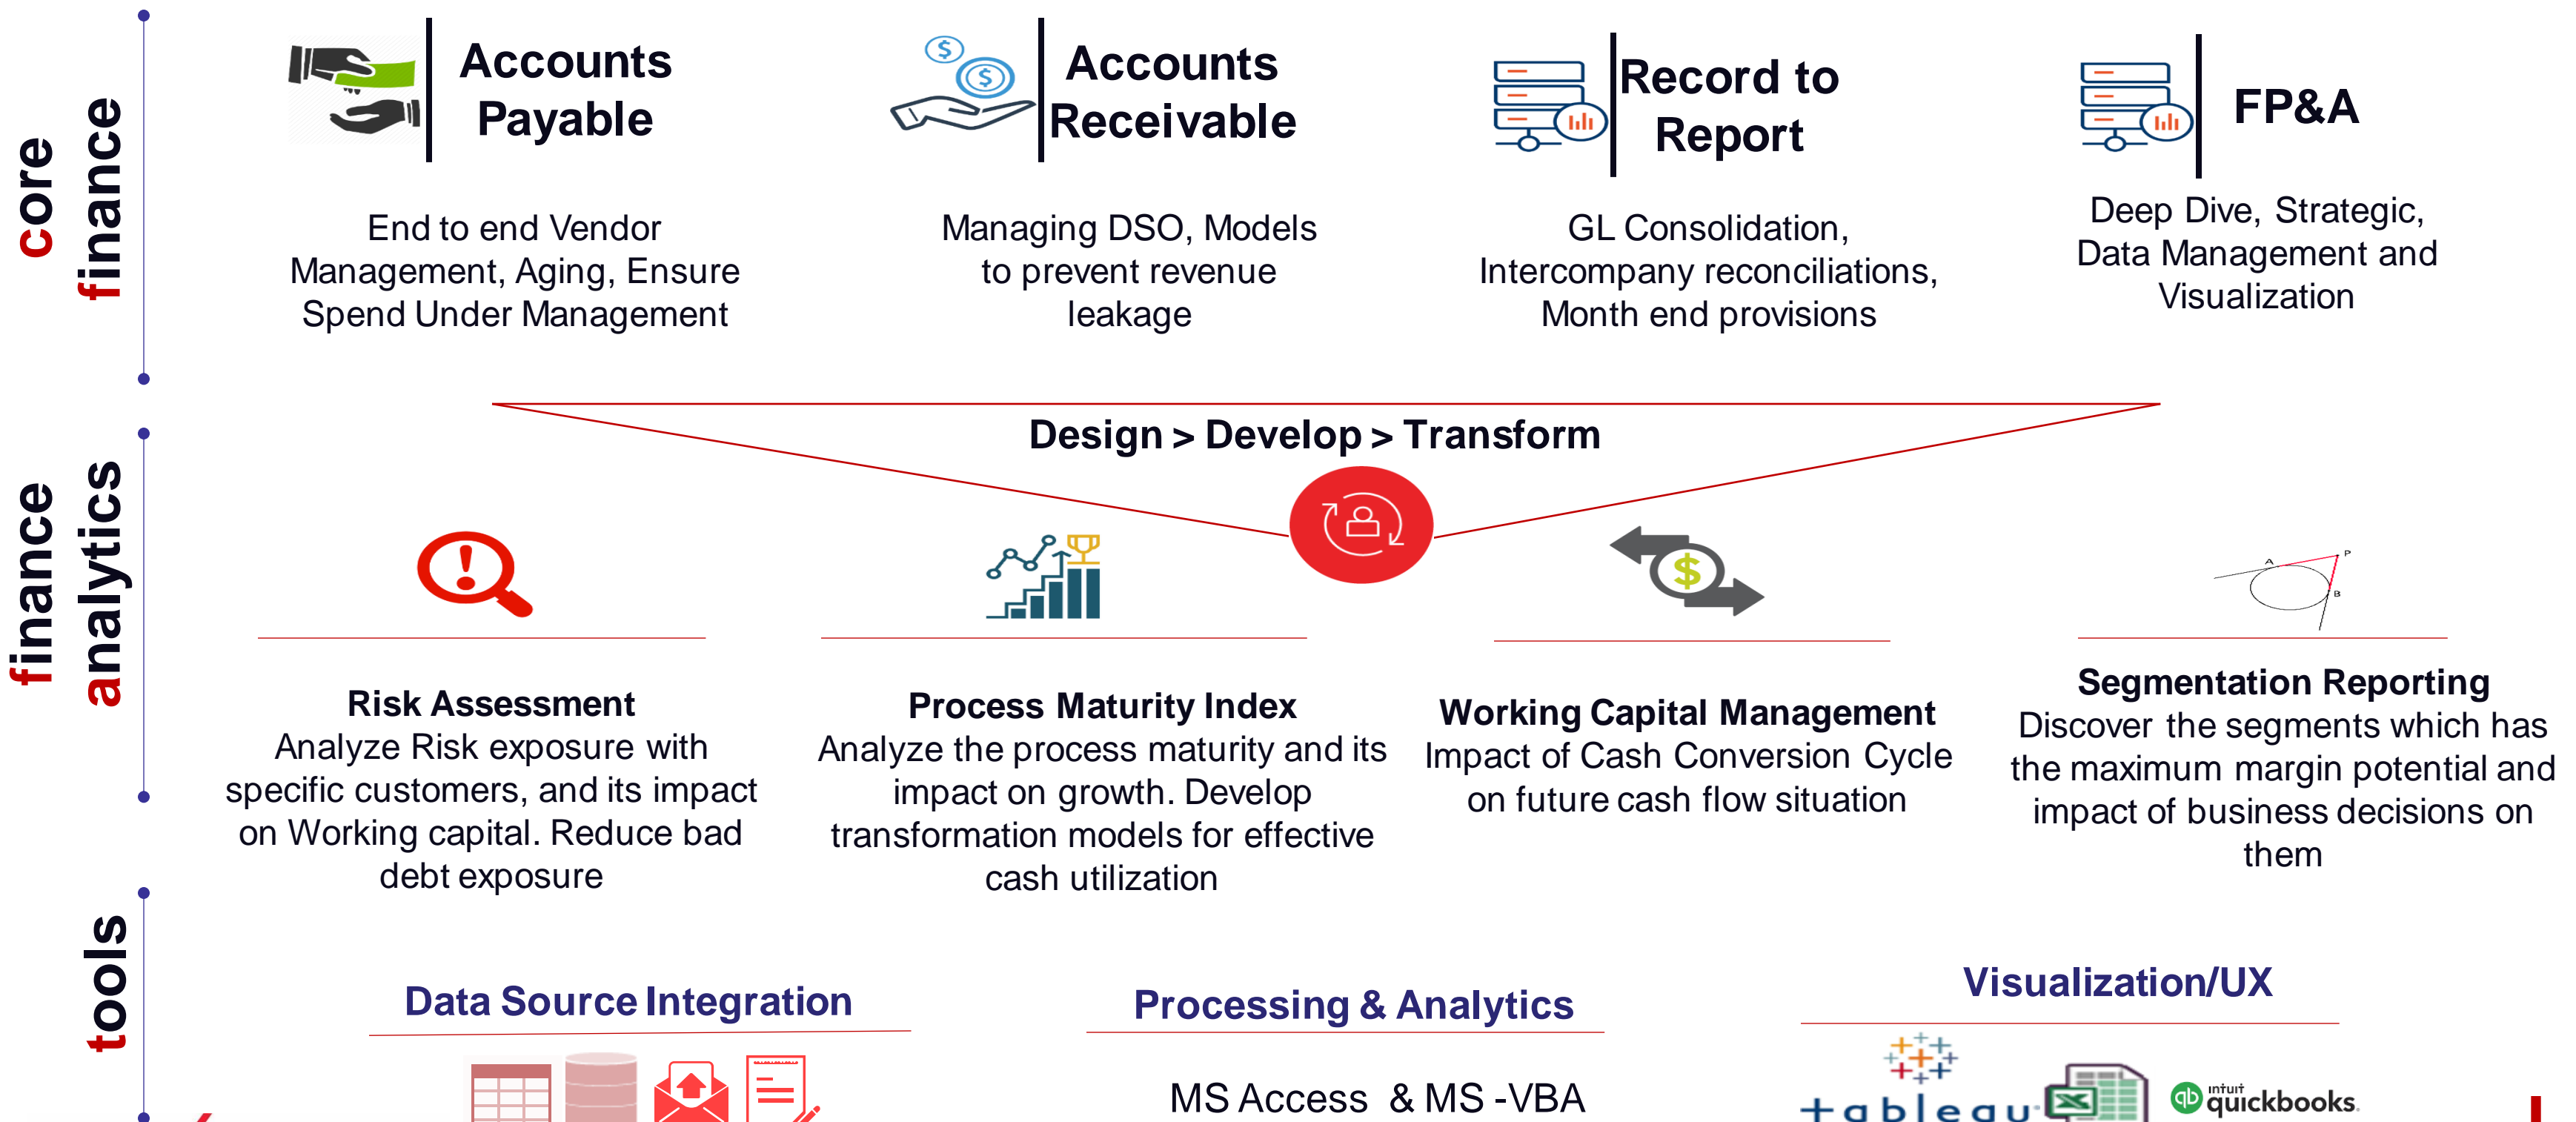 core
finance
Accounts
Payable
End to end Vendor
Management, Aging, Ensure
Spend Under Management
Accounts
Receivable
Managing DSO, Models
to prevent revenue
leakage
Record to
Report
GL Consolidation,
Intercompany reconciliations,
Month end provisions
FP&A
Deep Dive, Strategic,
Data Management and
Visualization
finance
analytics
Design > Develop > Transform
$
A
P
B
Risk Assessment
Analyze Risk exposure with
specific customers, and its impact
on Working capital. Reduce bad
debt exposure
Process Maturity Index
Analyze the process maturity and its
impact on growth. Develop
transformation models for effective
cash utilization
Working Capital Management
Impact of Cash Conversion Cycle
on future cash flow situation
Segmentation Reporting
Discover the segments which has
the maximum margin potential and
impact of business decisions on
them
tools
Data Source Integration
Processing & Analytics
MS Access & MS -VBA
Visualization/UX
tableau
qb intuit
quickbooks.